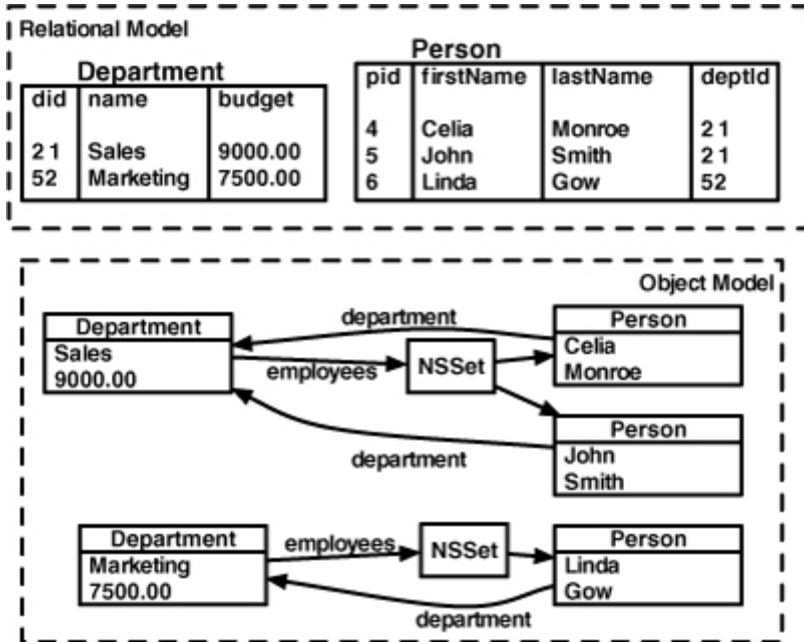 Relational Model
Department
did name budget
21 Sales 9000.00
52 Marketing 7500.00
Person
pid firstName lastName deptId
4 Celia Monroe 21
5 John Smith 21
6 Linda Gow 52
Object Model
Department
Sales
9000.00
department
employees
NSSet
Person
Celia
Monroe
department
Person
John
Smith
Department
Marketing
7500.00
employees
NSSet
Person
Linda
Gow
department